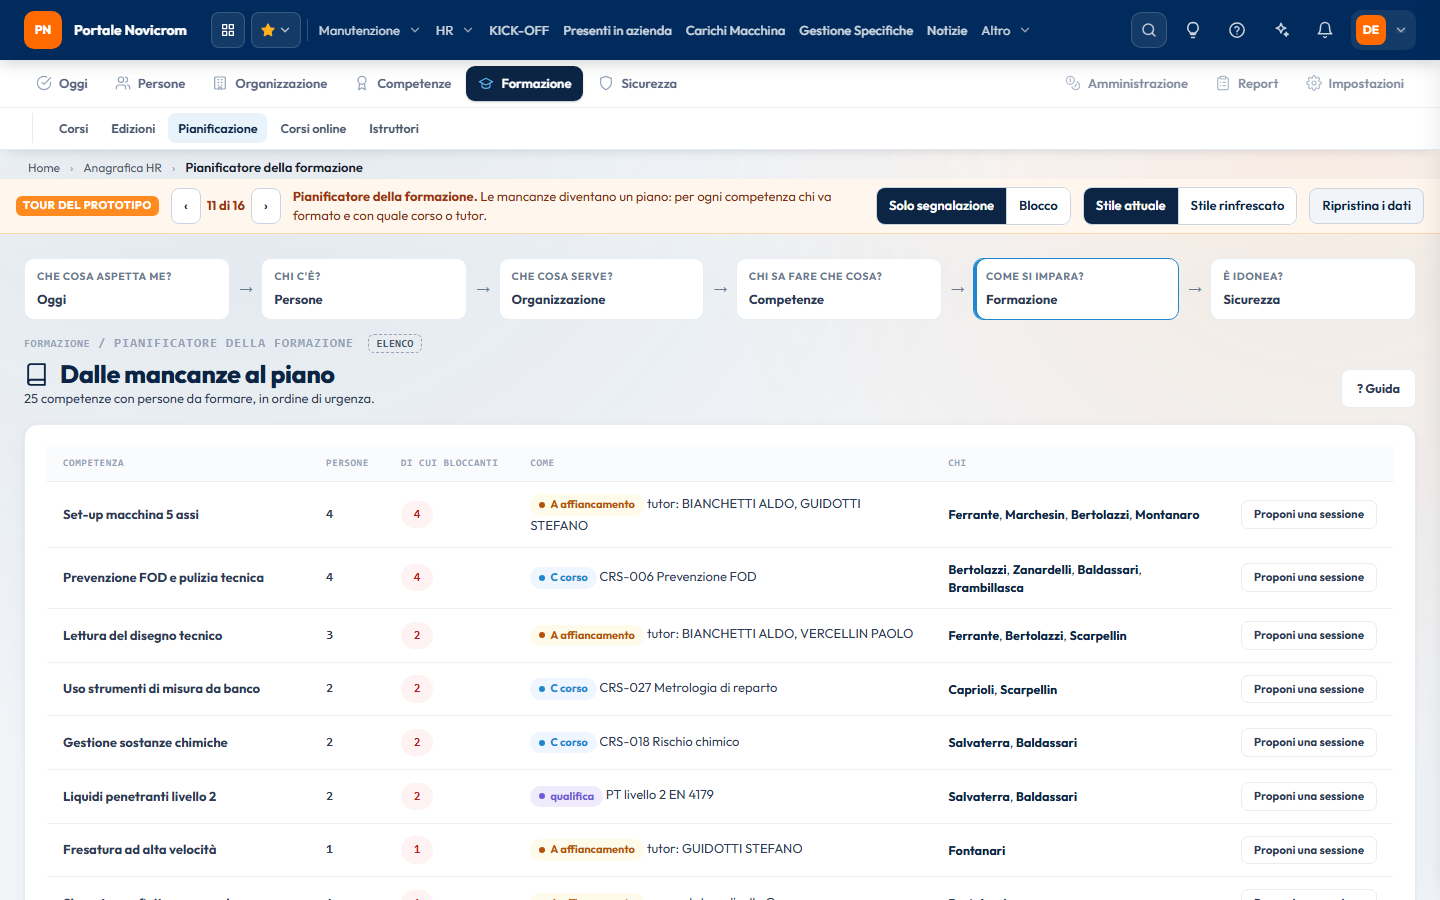 PN Portale Novicrom Manutenzione HR KICK-OFF Presenti in azienda Carichi Macchina Gestione Specifiche Notizie Altro DE
Oggi Persone Organizzazione Competenze Formazione Sicurezza Amministrazione Report Impostazioni
Corsi Edizioni Pianificazione Corsi online Istruttori
Home › Anagrafica HR › Pianificatore della formazione
TOUR DEL PROTOTIPO ‹ 11 di 16 › Pianificatore della formazione. Le mancanze diventano un piano: per ogni competenza chi va
formato e con quale corso o tutor.
Solo segnalazione Blocco Stile attuale Stile rinfrescato Ripristina i dati
CHE COSA ASPETTA ME? → CHI C'È? → CHE COSA SERVE? → CHI SA FARE CHE COSA? → COME SI IMPARA? → È IDONEA?
Oggi Persone Organizzazione Competenze Formazione Sicurezza
FORMAZIONE / PIANIFICATORE DELLA FORMAZIONE ELENCO
Dalle mancanze al piano
25 competenze con persone da formare, in ordine di urgenza.
? Guida
COMPETENZA PERSONE DI CUI BLOCCANTI COME CHI
Set-up macchina 5 assi 4 4 A affiancamento tutor: BIANCHETTI ALDO, GUIDOTTI
STEFANO
Ferrante, Marchesin, Bertolazzi, Montanaro Proponi una sessione
Prevenzione FOD e pulizia tecnica 4 4 C corso CRS-006 Prevenzione FOD Bertolazzi, Zanardelli, Baldassari,
Brambillasca
Proponi una sessione
Lettura del disegno tecnico 3 2 A affiancamento tutor: BIANCHETTI ALDO, VERCELLIN PAOLO Ferrante, Bertolazzi, Scarpellin Proponi una sessione
Uso strumenti di misura da banco 2 2 C corso CRS-027 Metrologia di reparto Caprioli, Scarpellin Proponi una sessione
Gestione sostanze chimiche 2 2 C corso CRS-018 Rischio chimico Salvaterra, Baldassari Proponi una sessione
Liquidi penetranti livello 2 2 2 qualifica PT livello 2 EN 4179 Salvaterra, Baldassari Proponi una sessione
Fresatura ad alta velocità 1 1 A affiancamento tutor: GUIDOTTI STEFANO Fontanari Proponi una sessione